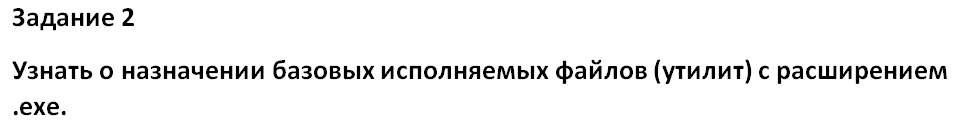 Задание 2
Узнать о назначении базовых исполняемых файлов (утилит) с расширением
.exe.